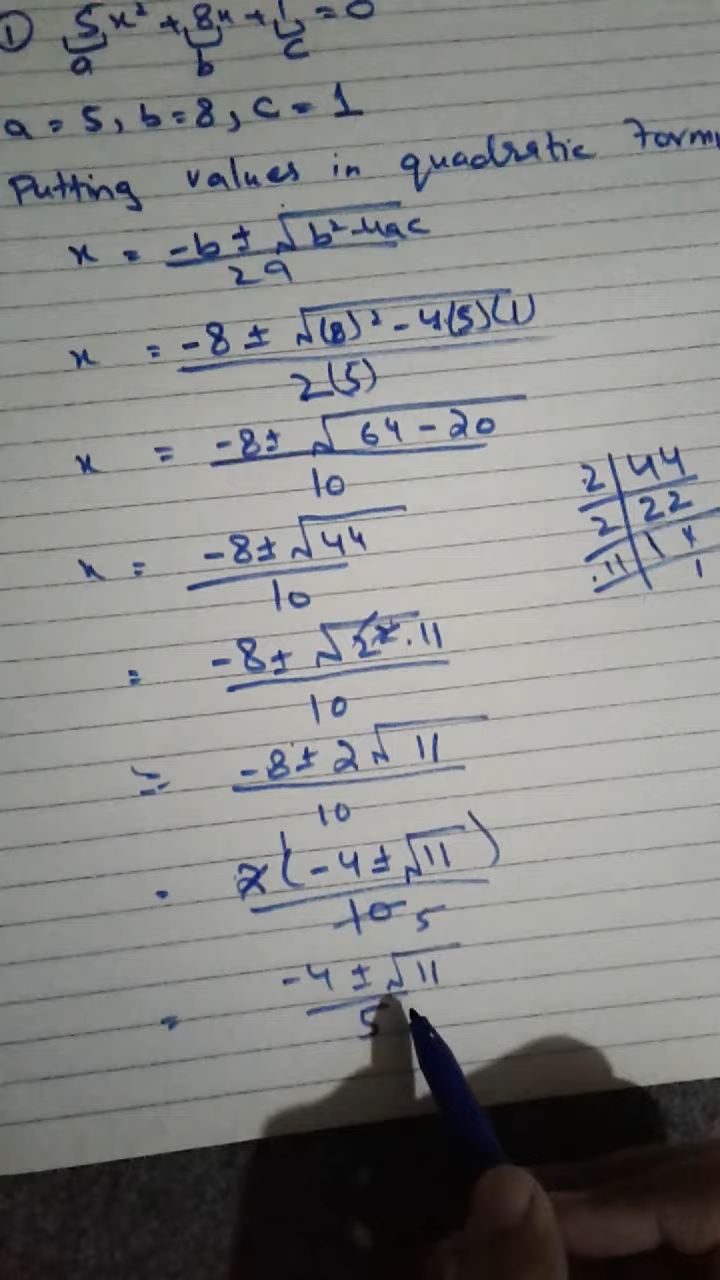 ① 5x² + 8x + 1 = 0
a b c
a = 5, b = 8, c = 1
Putting values in quadratic
x = -b ± √b² - 4ac
2a
x = -8 ± √(8)² - 4(5)(1)
2(5)
x = -8 ± √64 - 20
10
2 | 44
2 | 22
11 | 11
1
x = -8 ± √44
10
= -8 ± √2² . 11
10
= -8 ± 2√11
10
= 2(-4 ± √11)
10 5
= -4 ± √11
5